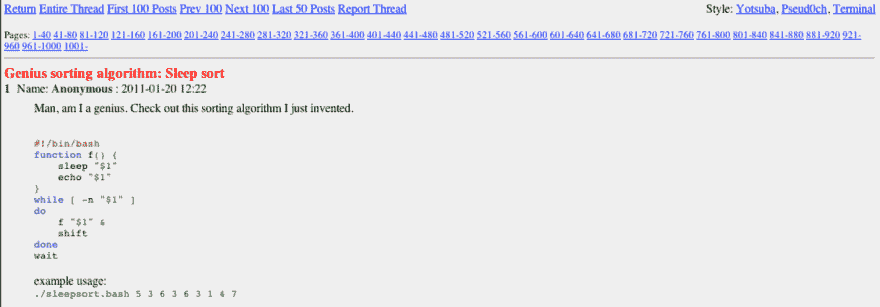 Return Entire Thread First 100 Posts Prev 100 Next 100 Last 50 Posts Report Thread Style: Yotsuba, Pseud0ch, Terminal
Pages: 1-40 41-80 81-120 121-160 161-200 201-240 241-280 281-320 321-360 361-400 401-440 441-480 481-520 521-560 561-600 601-640 641-680 681-720 721-760 761-800 801-840 841-880 881-920 921-
960 961-1000 1001-
Genius sorting algorithm: Sleep sort
1 Name: Anonymous : 2011-01-20 12:22
Man, am I a genius. Check out this sorting algorithm I just invented.
#!/bin/bash
function f() {
sleep "$1"
echo "$1"
}
while [ -n "$1" ]
do
f "$1" &
shift
done
wait
example usage:
./sleepsort.bash 5 3 6 3 6 3 1 4 7